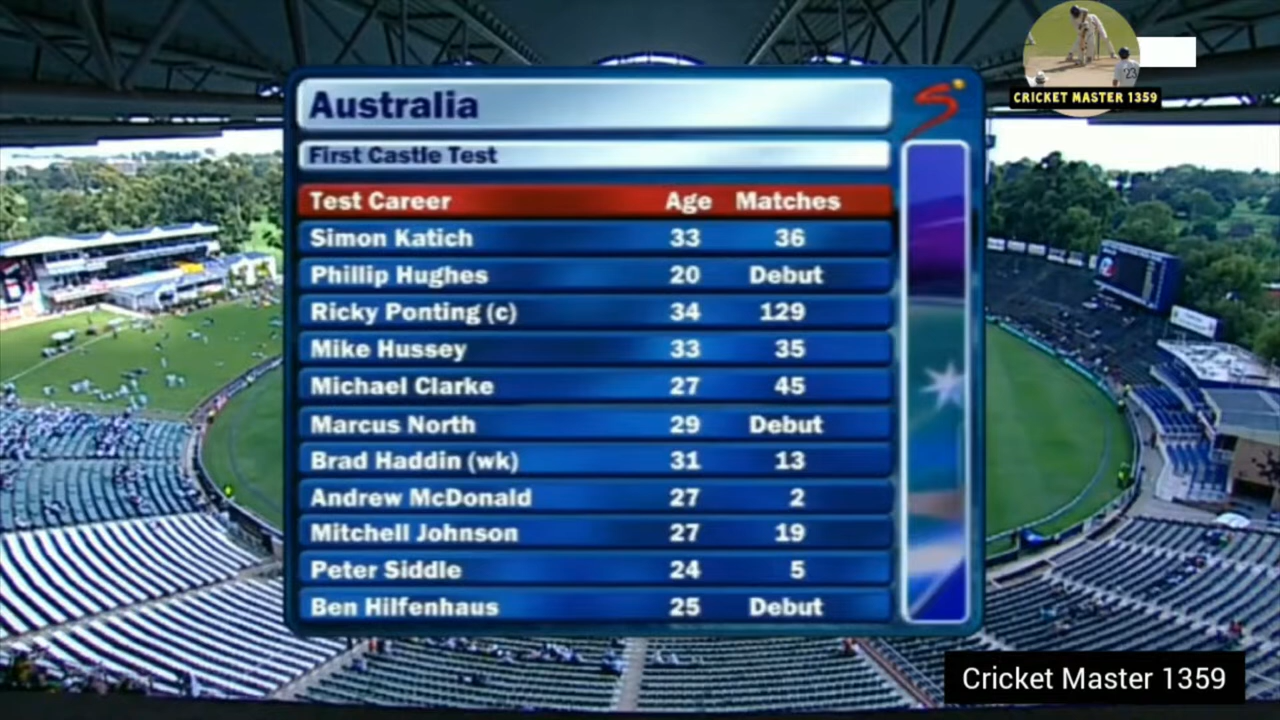 CRICKET MASTER 1359
Australia
First Castle Test
Test Career Age Matches
Simon Katich 33 36
Phillip Hughes 20 Debut
Ricky Ponting (c) 34 129
Mike Hussey 33 35
Michael Clarke 27 45
Marcus North 29 Debut
Brad Haddin (wk) 31 13
Andrew McDonald 27 2
Mitchell Johnson 27 19
Peter Siddle 24 5
Ben Hilfenhaus 25 Debut
Cricket Master 1359